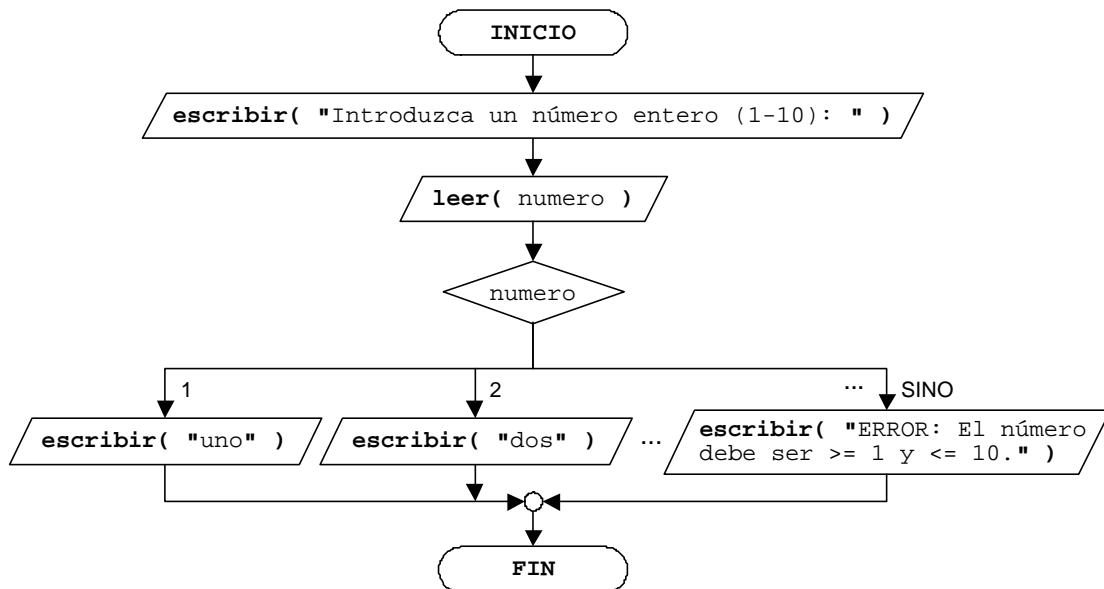 INICIO
escribir( "Introduzca un número entero (1-10): " )
leer( numero )
numero
1
2
...
SINO
escribir( "uno" )
escribir( "dos" )
...
escribir( "ERROR: El número
debe ser >= 1 y <= 10." )
FIN